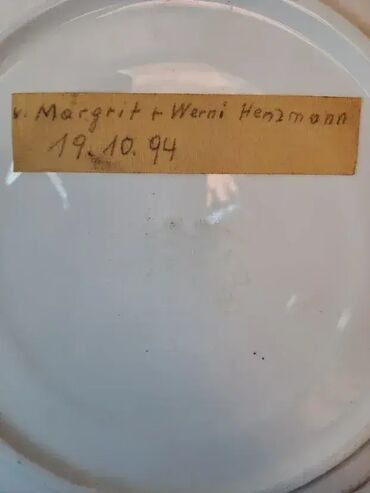 v. Margrit + Werni Henzmann
19.10.94